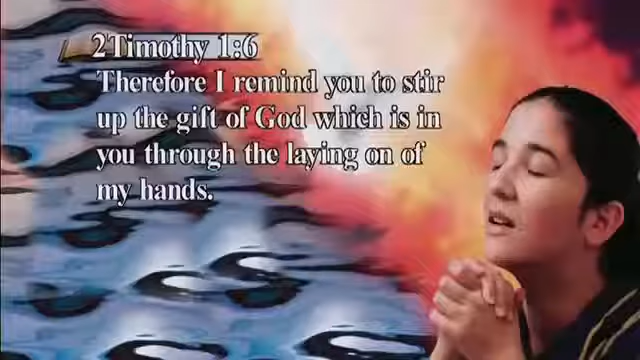 2Timothy 1:6
Therefore I remind you to stir
up the gift of God which is in
you through the laying on of
my hands.